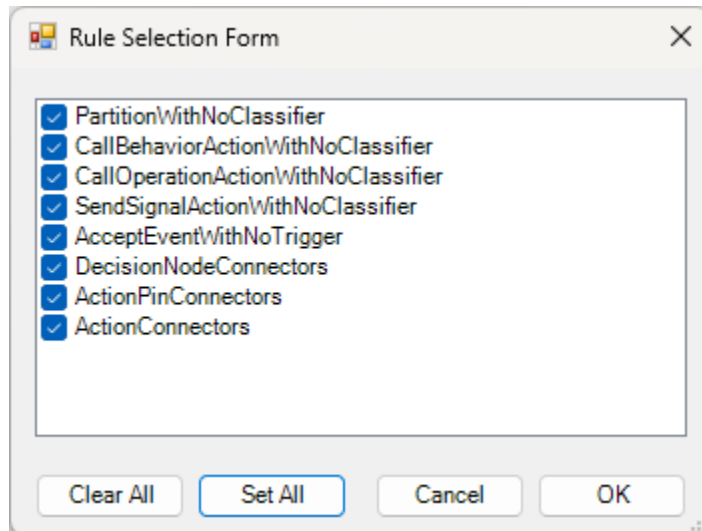 Rule Selection Form
PartitionWithNoClassifier
CallBehaviorActionWithNoClassifier
CallOperationActionWithNoClassifier
SendSignalActionWithNoClassifier
AcceptEventWithNoTrigger
DecisionNodeConnectors
ActionPinConnectors
ActionConnectors
Clear All Set All Cancel OK